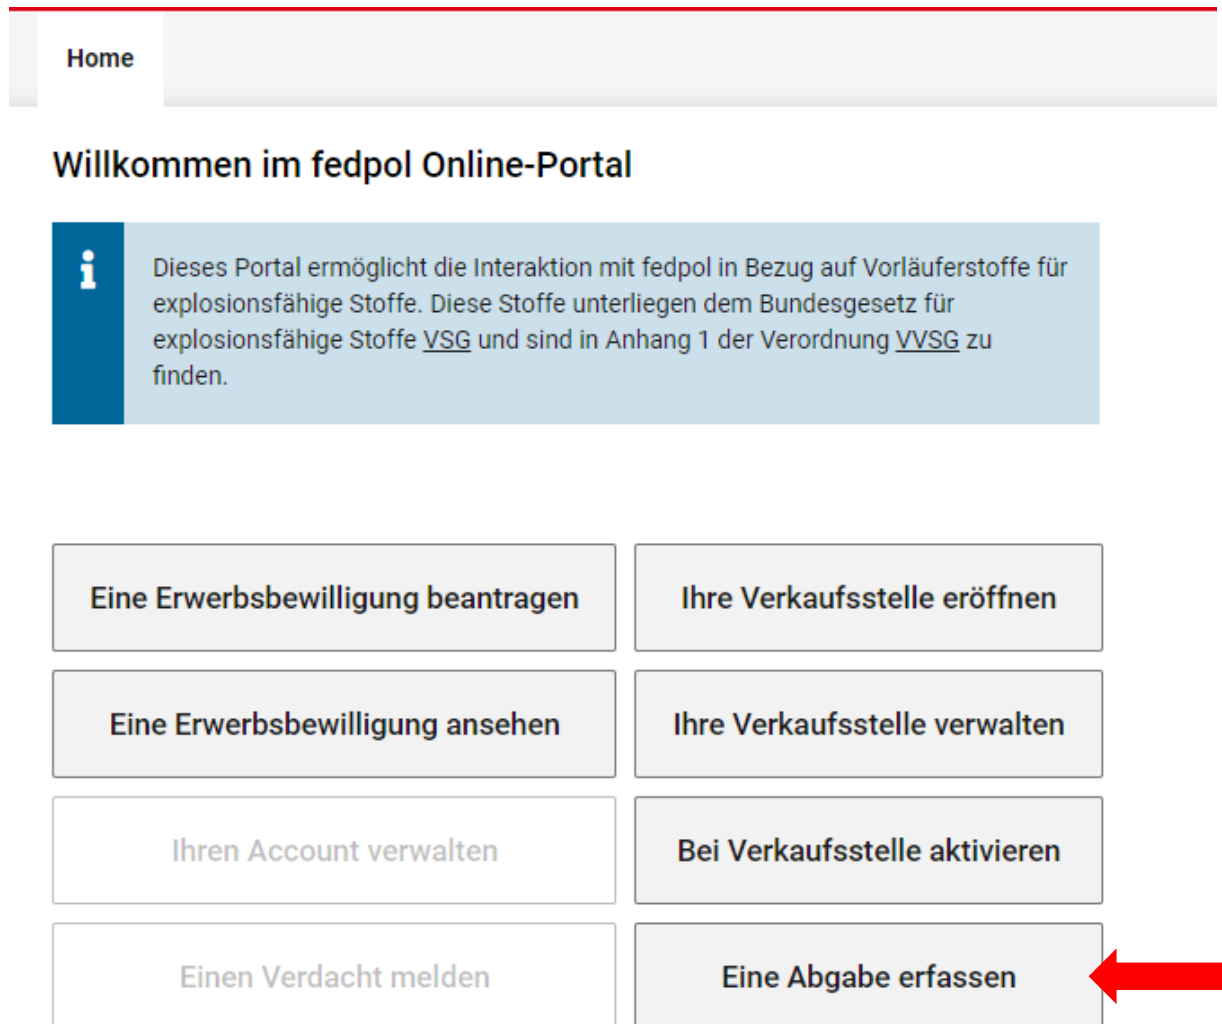 Home
Willkommen im fedpol Online-Portal
i
Dieses Portal ermöglicht die Interaktion mit fedpol in Bezug auf Vorläuferstoffe für
explosionsfähige Stoffe. Diese Stoffe unterliegen dem Bundesgesetz für
explosionsfähige Stoffe VSG und sind in Anhang 1 der Verordnung VVSG zu
finden.
Eine Erwerbsbewilligung beantragen
Ihre Verkaufsstelle eröffnen
Eine Erwerbsbewilligung ansehen
Ihre Verkaufsstelle verwalten
Ihren Account verwalten
Bei Verkaufsstelle aktivieren
Einen Verdacht melden
Eine Abgabe erfassen